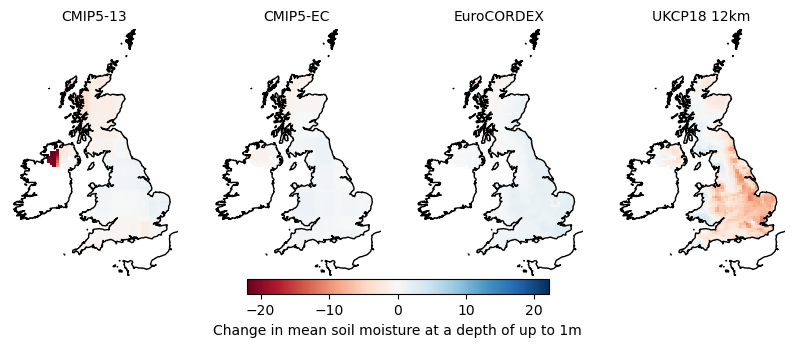 CMIP5-13 CMIP5-EC EuroCORDEX UKCP18 12km
−20 −10 0 10 20
Change in mean soil moisture at a depth of up to 1m